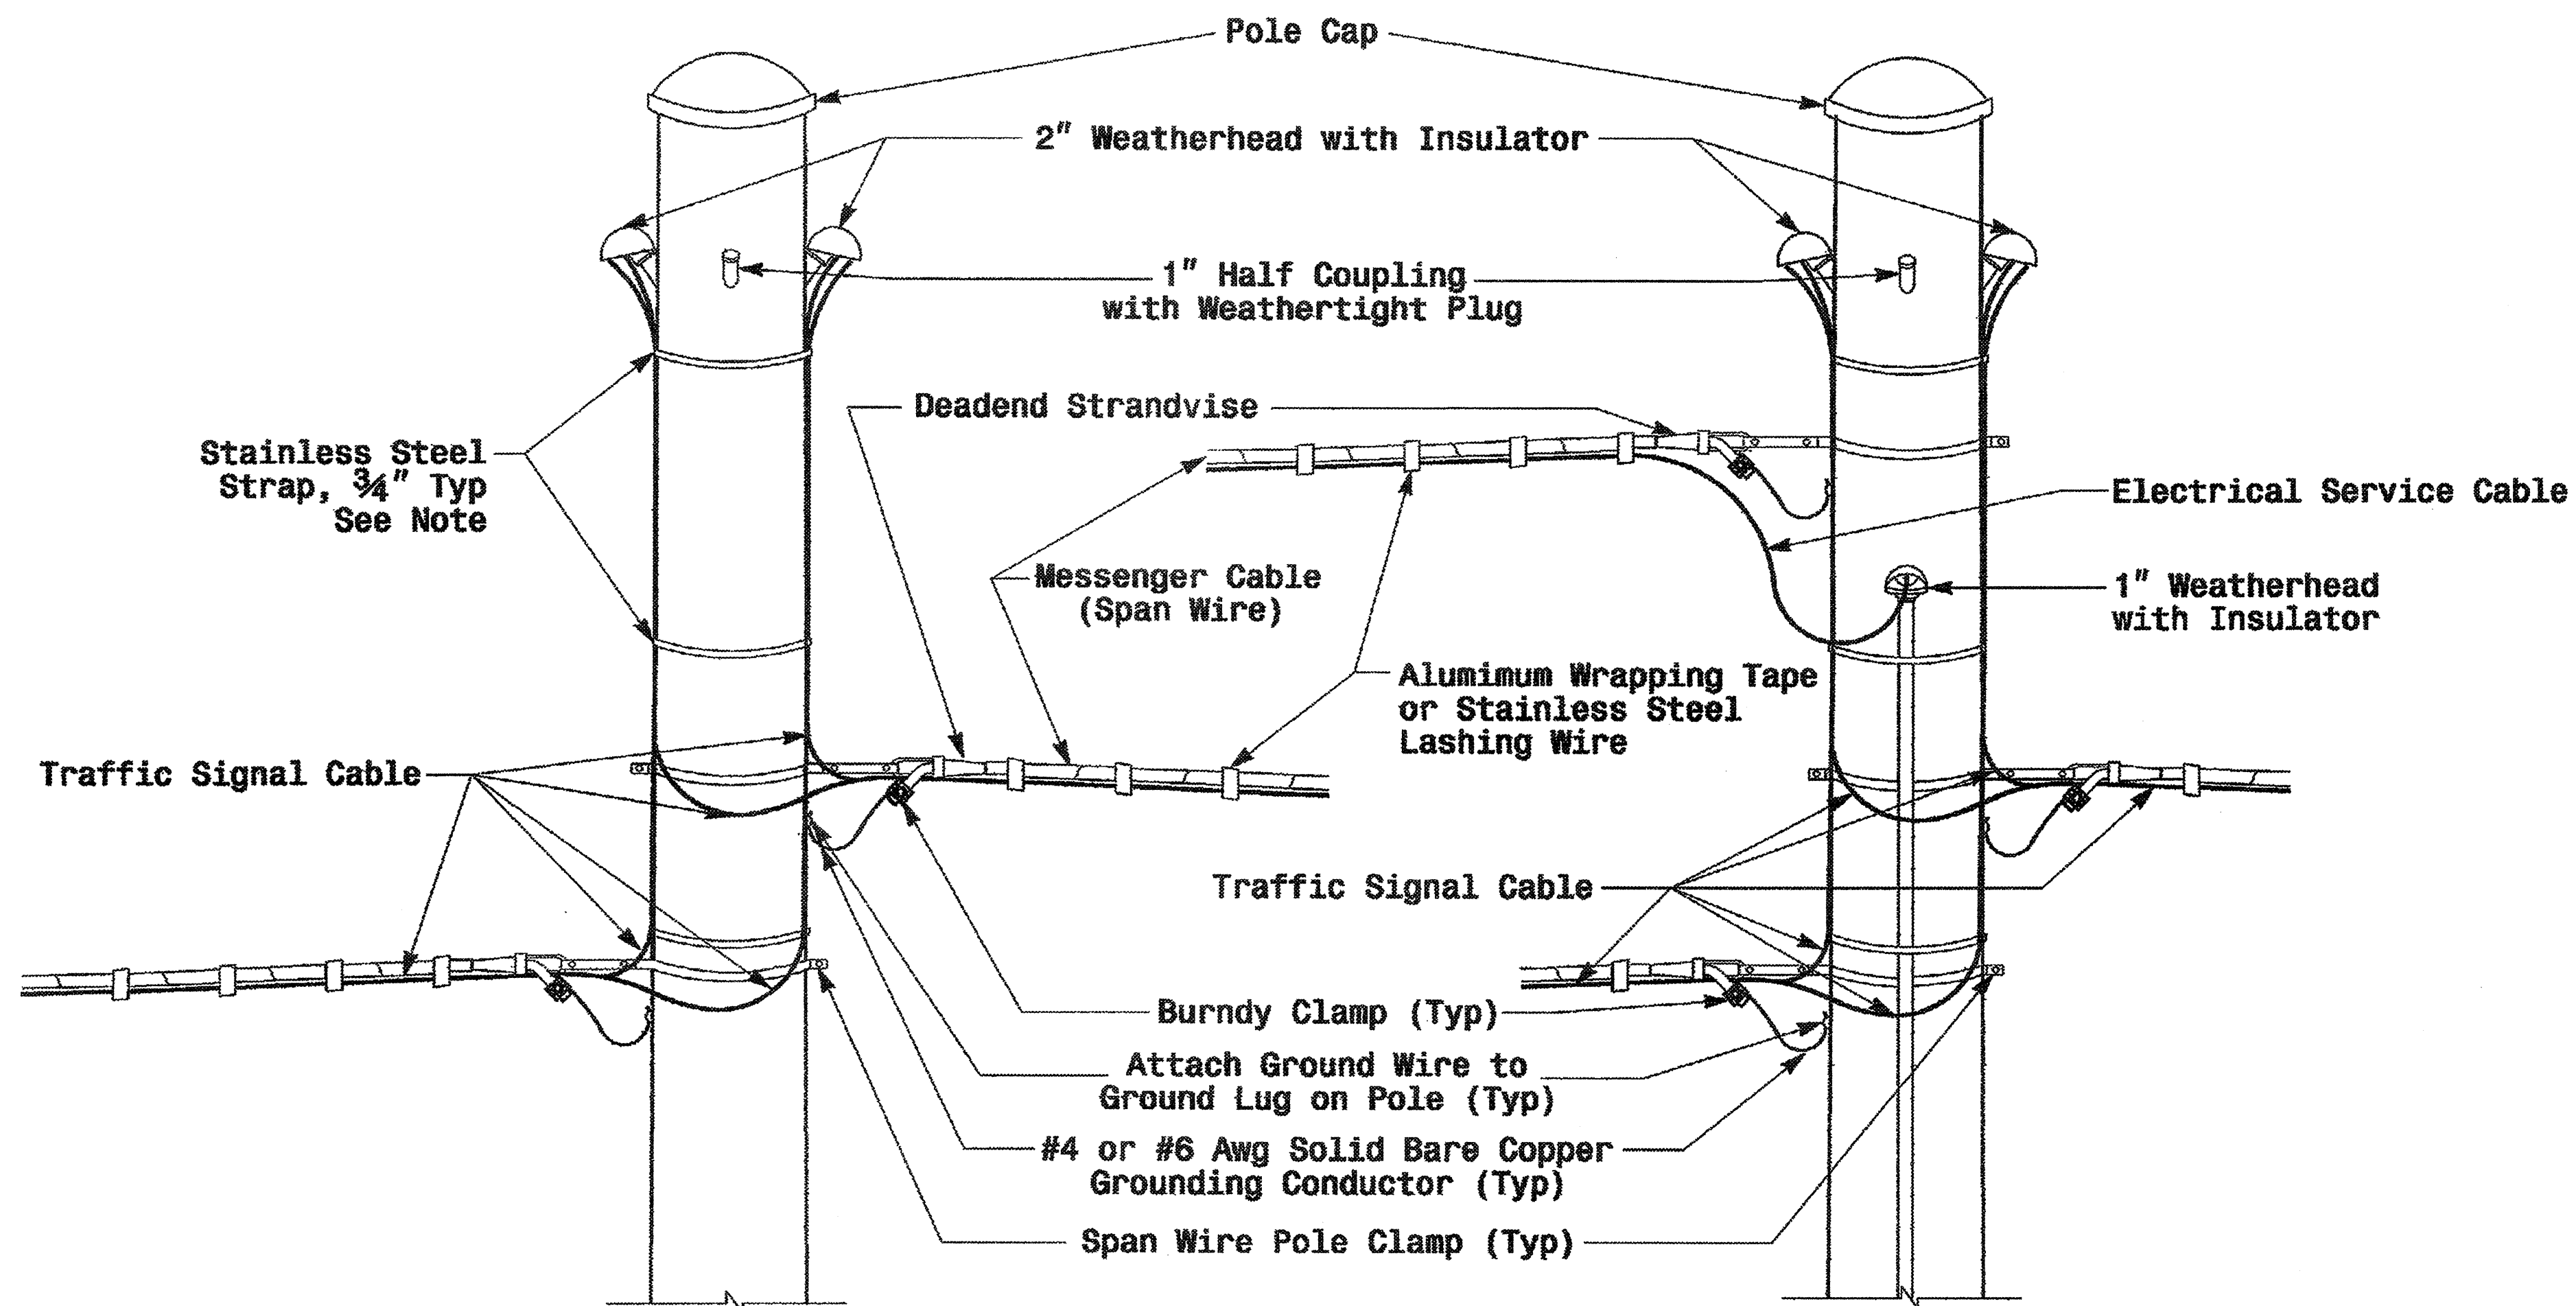 Pole Cap
2" Weatherhead with Insulator
1" Half Coupling
with Weathertight Plug
Deadend Strandvise
Stainless Steel
Strap, ¾" Typ
See Note
Electrical Service Cable
Messenger Cable
(Span Wire)
1" Weatherhead
with Insulator
Alumimum Wrapping Tape
or Stainless Steel
Lashing Wire
Traffic Signal Cable
Traffic Signal Cable
Burndy Clamp (Typ)
Attach Ground Wire to
Ground Lug on Pole (Typ)
#4 or #6 Awg Solid Bare Copper
Grounding Conductor (Typ)
Span Wire Pole Clamp (Typ)